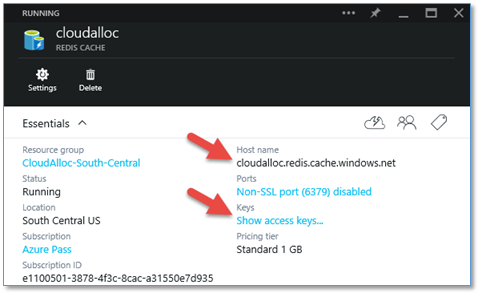 RUNNING
cloudalloc
REDIS CACHE
Settings
Delete
Essentials
Resource group
CloudAlloc-South-Central
Status
Running
Location
South Central US
Subscription
Azure Pass
Subscription ID
e1100501-3878-4f3c-8cac-a31550e7d935
Host name
cloudalloc.redis.cache.windows.net
Ports
Non-SSL port (6379) disabled
Keys
Show access keys...
Pricing tier
Standard 1 GB